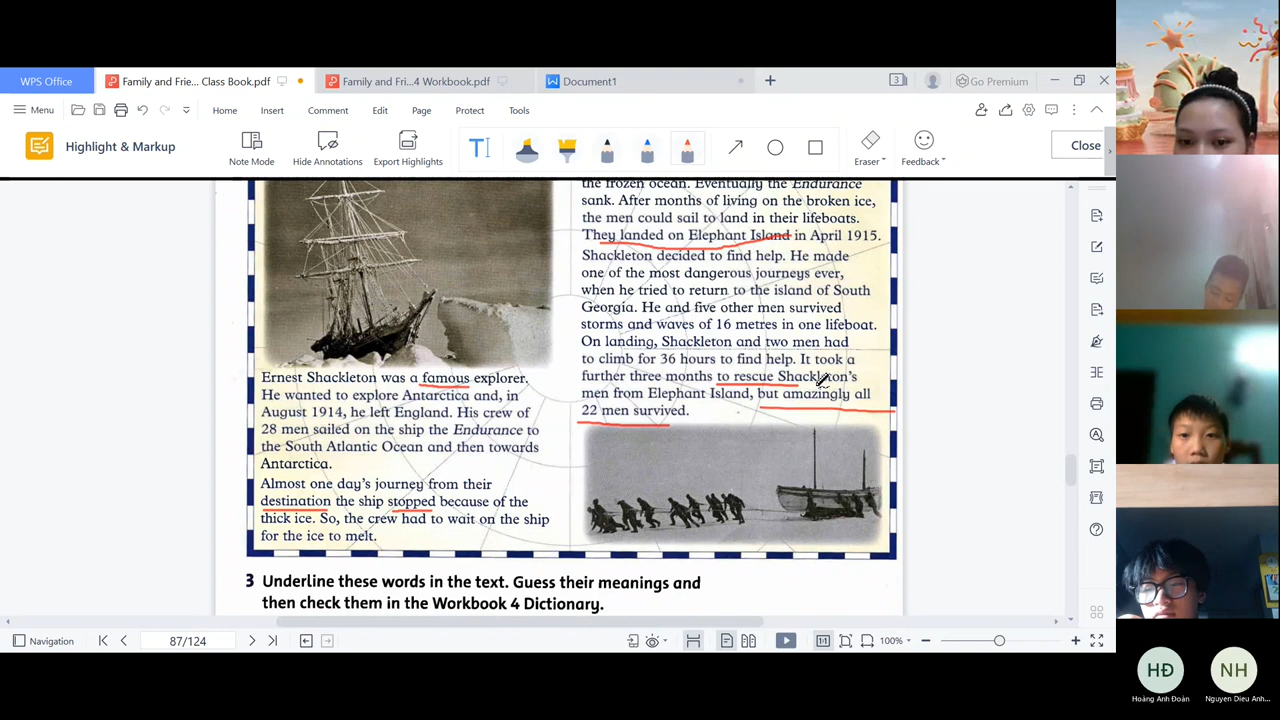 WPS Office
Family and Frie... Class Book.pdf
Family and Fri...4 Workbook.pdf
Document1
3
Go Premium
Menu
Home
Insert
Comment
Edit
Page
Protect
Tools
Highlight & Markup
Note Mode
Hide Annotations
Export Highlights
Eraser
Feedback
Close
Ernest Shackleton was a famous explorer.
He wanted to explore Antarctica and, in
August 1914, he left England. His crew of
28 men sailed on the ship the Endurance to
the South Atlantic Ocean and then towards
Antarctica.
Almost one day's journey from their
destination the ship stopped because of the
thick ice. So, the crew had to wait on the ship
for the ice to melt.
the frozen ocean. Eventually the Endurance
sank. After months of living on the broken ice,
the men could sail to land in their lifeboats.
They landed on Elephant Island in April 1915.
Shackleton decided to find help. He made
one of the most dangerous journeys ever,
when he tried to return to the island of South
Georgia. He and five other men survived
storms and waves of 16 metres in one lifeboat.
On landing, Shackleton and two men had
to climb for 36 hours to find help. It took a
further three months to rescue Shackleton's
men from Elephant Island, but amazingly all
22 men survived.
3 Underline these words in the text. Guess their meanings and
then check them in the Workbook 4 Dictionary.
Navigation
87/124
100%
HĐ
NH
Hoàng Anh Đoàn
Nguyen Dieu Anh...